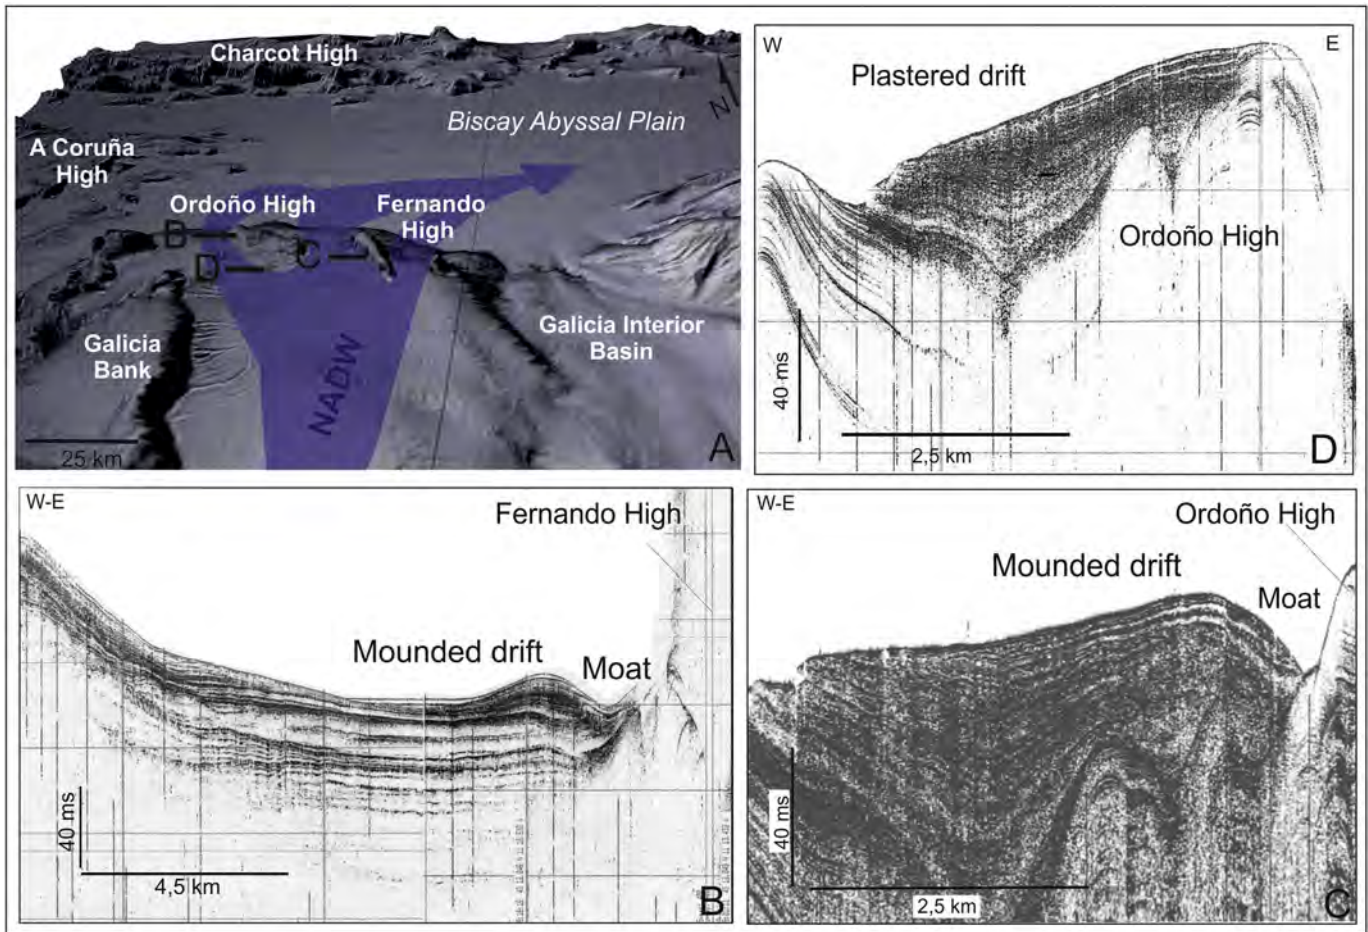 Charcot High
N
Biscay Abyssal Plain
A Coruña
High
Ordoño High
Fernando
High
B
D
C
Galicia
Bank
Galicia Interior
Basin
NADW
25 km
A
W
E
Plastered drift
Ordoño High
40 ms
2,5 km
D
W-E
Fernando High
Mounded drift
Moat
40 ms
4,5 km
B
W-E
Ordoño High
Mounded drift
Moat
40 ms
2,5 km
C